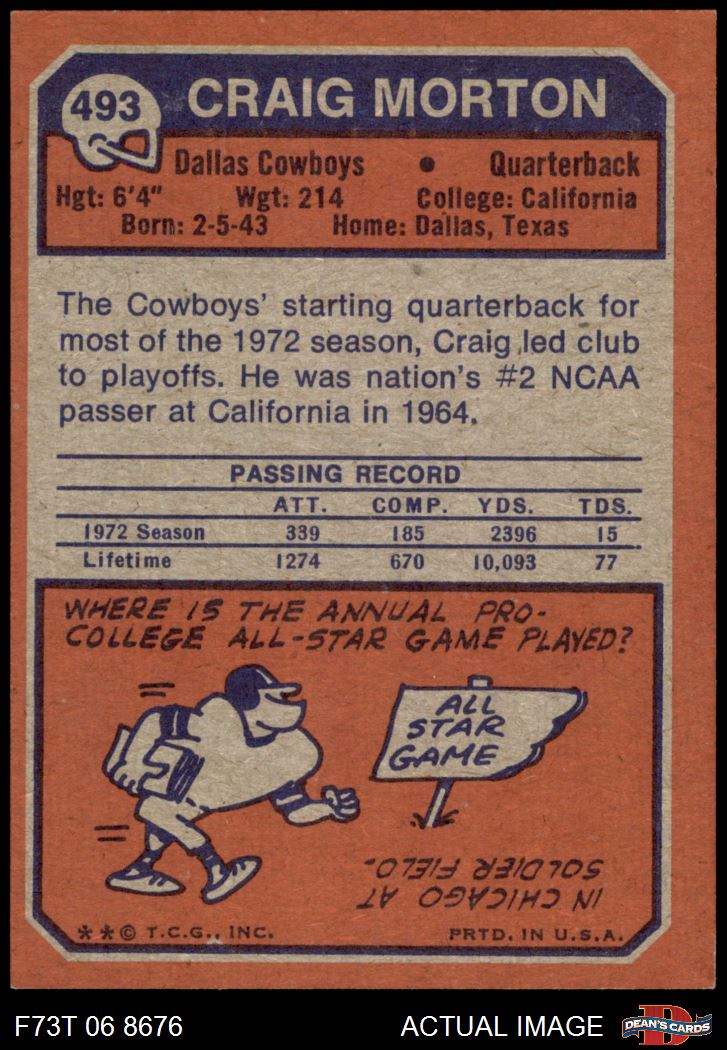 493
CRAIG MORTON
Dallas Cowboys • Quarterback
Hgt: 6'4" Wgt: 214 College: California
Born: 2-5-43 Home: Dallas, Texas
The Cowboys' starting quarterback for
most of the 1972 season, Craig led club
to playoffs. He was nation's #2 NCAA
passer at California in 1964.
PASSING RECORD
ATT. COMP. YDS. TDS.
1972 Season 339 185 2396 15
Lifetime 1274 670 10,093 77
WHERE IS THE ANNUAL PRO-
COLLEGE ALL-STAR GAME PLAYED?
ALL
STAR
GAME
IN CHICAGO AT
SOLDIER FIELD.
**© T.C.G., INC. PRTD. IN U.S.A.
F73T 06 8676 ACTUAL IMAGE
D
DEAN'S CARDS